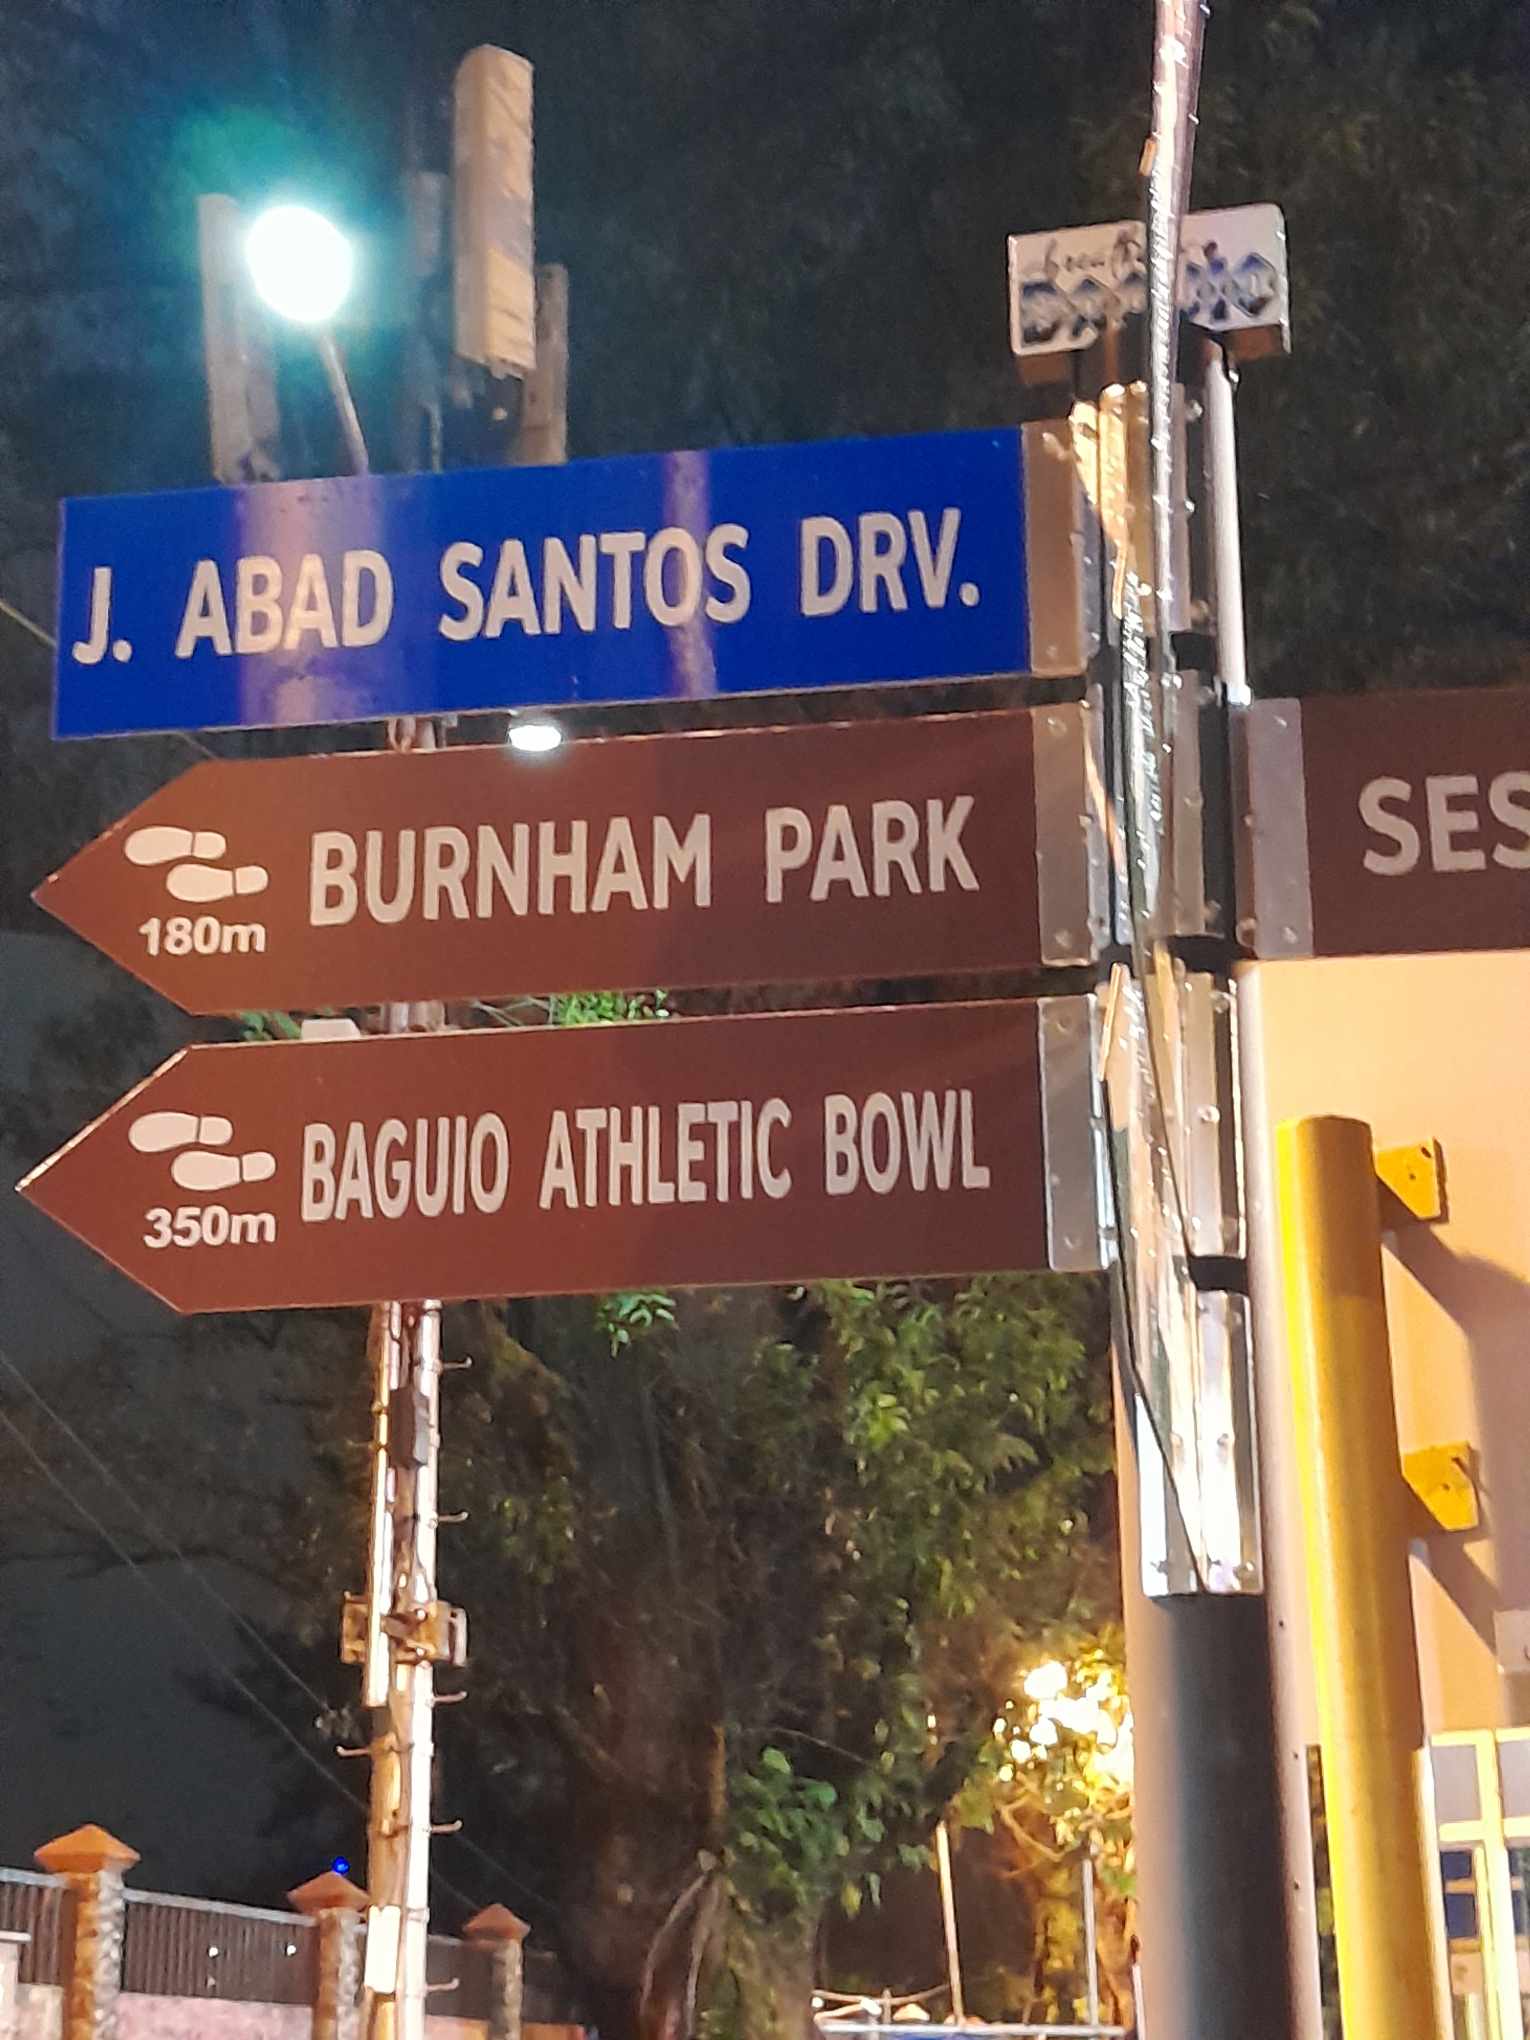 J. ABAD SANTOS DRV.
BURNHAM PARK
180m
SES
BAGUIO ATHLETIC BOWL
350m